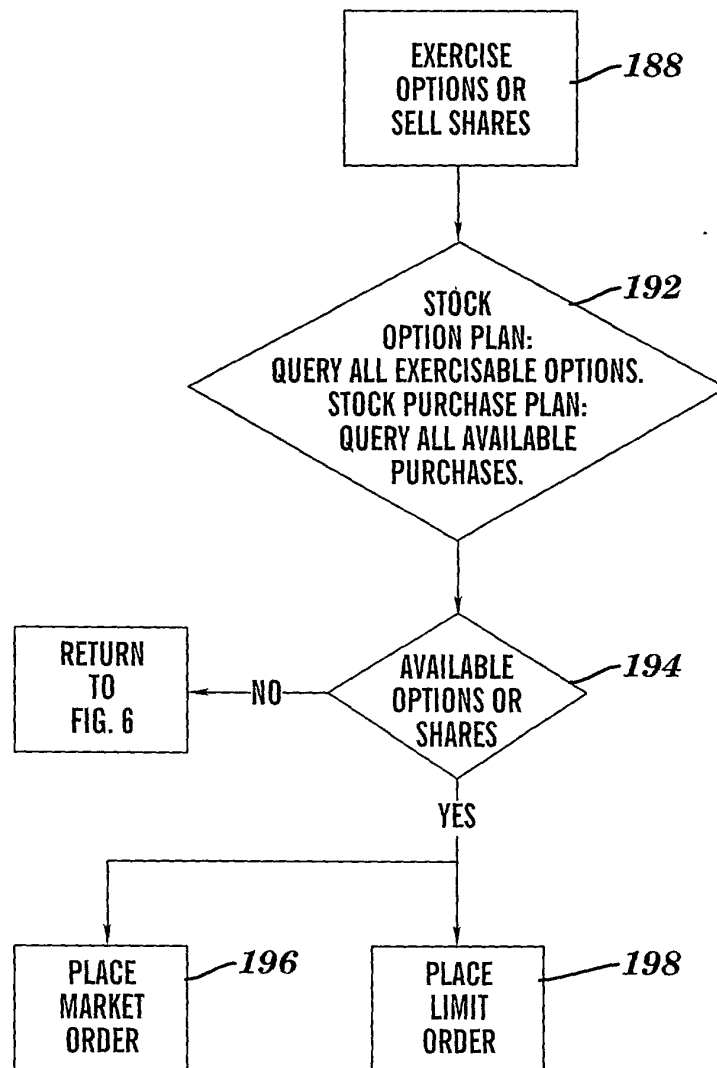 EXERCISE
OPTIONS OR
SELL SHARES
188
STOCK
OPTION PLAN:
QUERY ALL EXERCISABLE OPTIONS.
STOCK PURCHASE PLAN:
QUERY ALL AVAILABLE
PURCHASES.
192
AVAILABLE
OPTIONS OR
SHARES
194
NO
RETURN
TO
FIG. 6
YES
PLACE
MARKET
ORDER
196
PLACE
LIMIT
ORDER
198